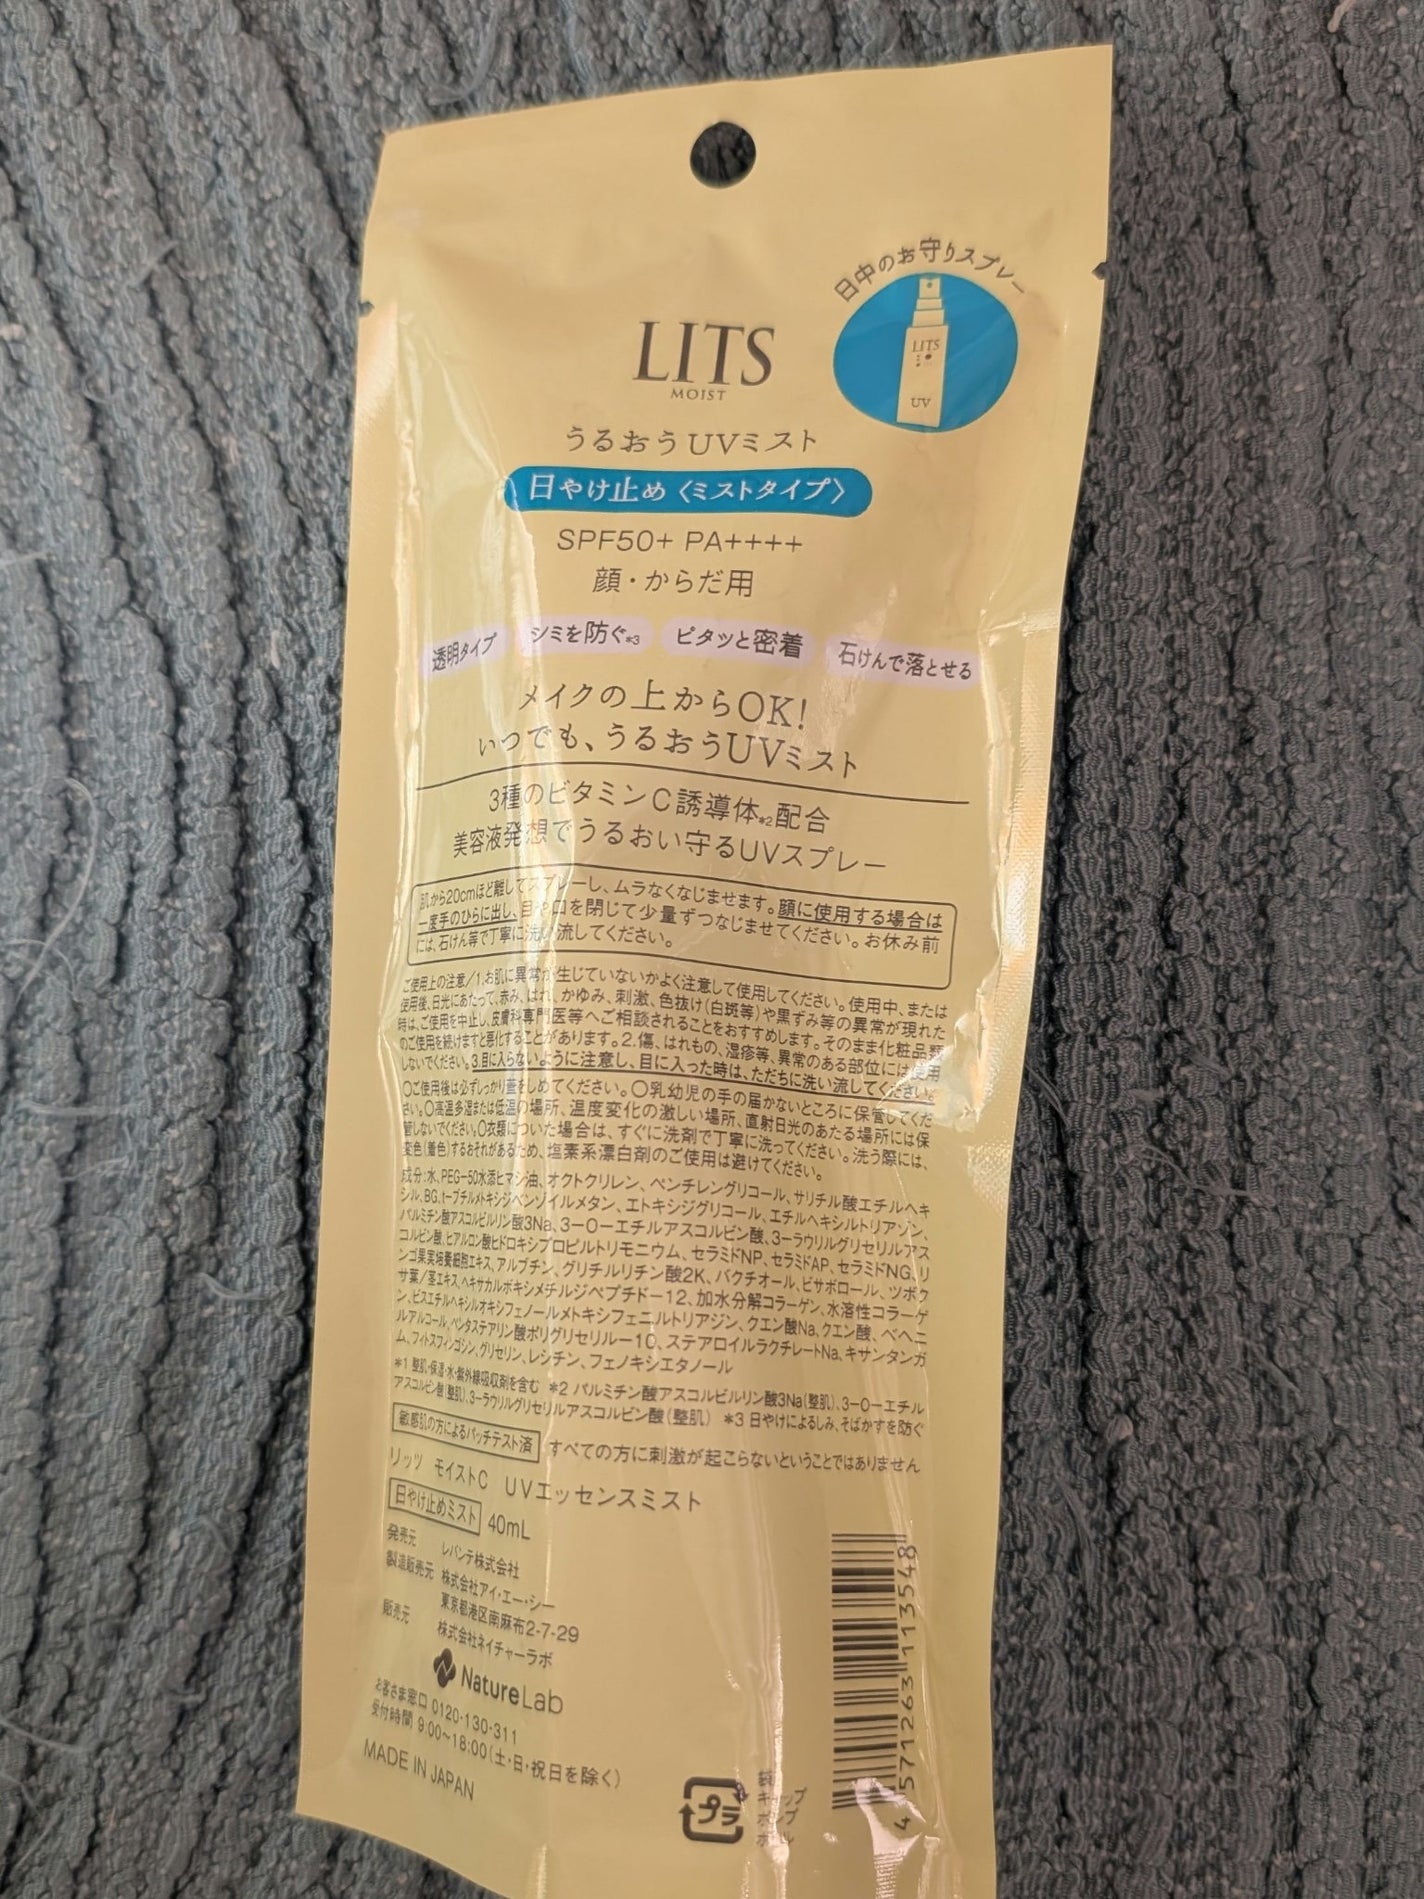 日中のお守りスプレー
LITS
UV
LITS
MOIST
うるおうUVミスト
日やけ止め〈ミストタイプ〉
SPF50+ PA++++
顔・からだ用
透明タイプ シミを防ぐ*3 ピタッと密着 石けんで落とせる
メイクの上からOK!
いつでも、うるおうUVミスト
3種のビタミンC誘導体*2配合
美容液発想でうるおい守るUVスプレー
肌から20cmほど離してスプレーし、ムラなくなじませます。顔に使用する場合は
一度手のひらに出し、目や口を閉じて少量ずつなじませてください。お休み前
には、石けん等で丁寧に洗い流してください。
ご使用上の注意/1.お肌に異常が生じていないかよく注意して使用してください。使用中、または
使用後、日光にあたって、赤み、はれ、かゆみ、刺激、色抜け(白斑等)や黒ずみ等の異常が現れた
時は、ご使用を中止し、皮膚科専門医等へご相談されることをおすすめします。そのまま化粧品類
のご使用を続けますと悪化することがあります。2.傷、はれもの、湿疹等、異常のある部位には使用
しないでください。3.目に入らないように注意し、目に入った時は、ただちに洗い流してください。
○ご使用後は必ずしっかり蓋をしめてください。○乳幼児の手の届かないところに保管してくだ
さい。○高温多湿または低温の場所、温度変化の激しい場所、直射日光のあたる場所には保
管しないでください。○衣類についた場合は、すぐに洗剤で丁寧に洗ってください。洗う際には、
変色(着色)するおそれがあるため、塩素系漂白剤のご使用は避けてください。
成分:水、PEG-50水添ヒマシ油、オクトクリレン、ペンチレングリコール、サリチル酸エチルヘキ
シル、BG、t-ブチルメトキシジベンゾイルメタン、エトキシジグリコール、エチルヘキシルトリアゾン、
パルミチン酸アスコルビルリン酸3Na、3-O-エチルアスコルビン酸、3-ラウリルグリセリルアス
コルビン酸、ヒアルロン酸ヒドロキシプロピルトリモニウム、セラミドNP、セラミドAP、セラミドNG、リ
ンゴ果実培養細胞エキス、アルブチン、グリチルリチン酸2K、バクチオール、ビサボロール、ツボク
サ葉/茎エキス、ヘキサカルボキシメチルジペプチド-12、加水分解コラーゲン、水溶性コラーゲ
ン、ビスエチルヘキシルオキシフェノールメトキシフェニルトリアジン、クエン酸Na、クエン酸、ベヘニ
ルアルコール、ペンタステアリン酸ポリグリセリル-10、ステアロイルラクチレートNa、キサンタンガ
ム、フィトスフィンゴシン、グリセリン、レシチン、フェノキシエタノール
*1 整肌・保湿・水・紫外線吸収剤を含む *2 パルミチン酸アスコルビルリン酸3Na(整肌)、3-O-エチル
アスコルビン酸(整肌)、3-ラウリルグリセリルアスコルビン酸(整肌) *3 日やけによるしみ、そばかすを防ぐ
敏感肌の方によるパッチテスト済 すべての方に刺激が起こらないということではありません
リッツ モイストC UVエッセンスミスト
日やけ止めミスト 40mL
発売元 レバンテ株式会社
製造販売元 株式会社アイ・エー・シー
東京都港区南麻布2-7-29
販売元 株式会社ネイチャーラボ
NatureLab
お客さま窓口 0120-130-311
受付時間 9:00~18:00(土・日・祝日を除く)
MADE IN JAPAN
プラ
袋
キャップ
ポンプ
ボトル
4 571263 113548